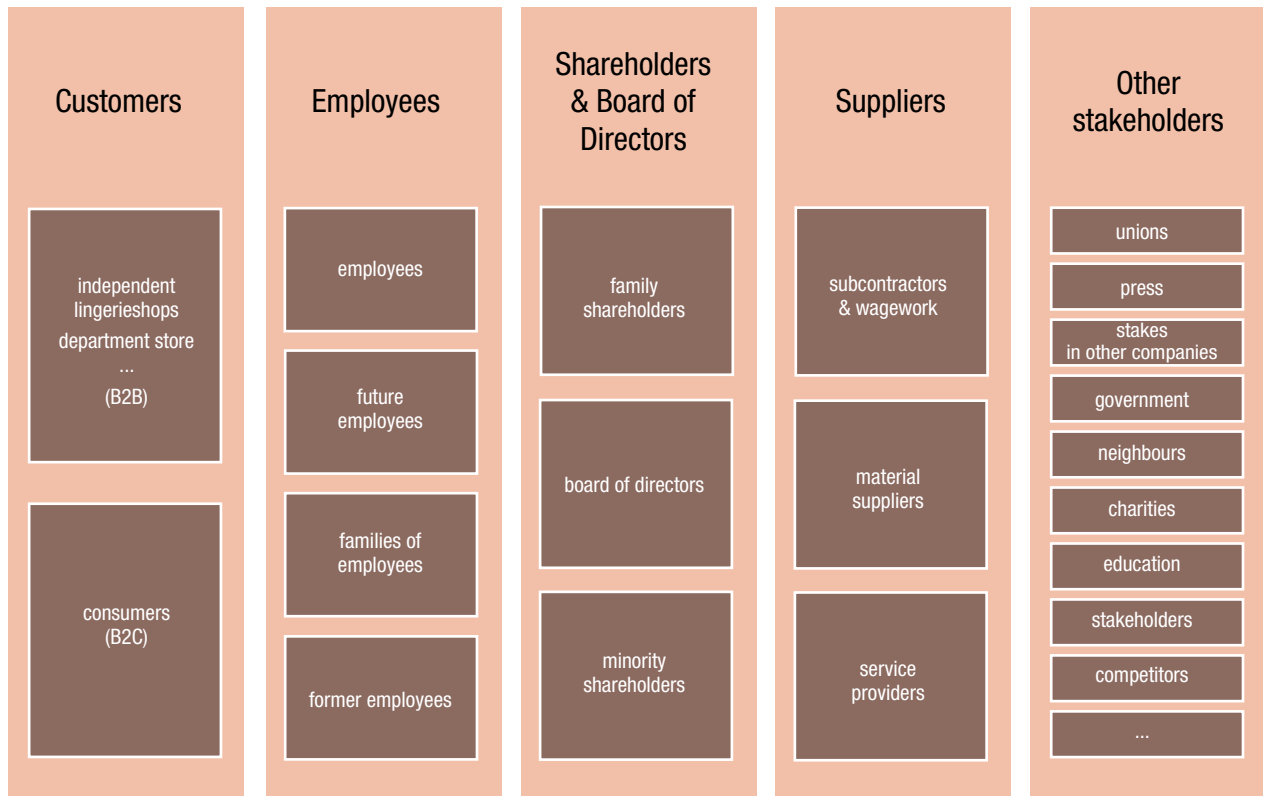 Customers
independent
lingerieshops
department store
...
(B2B)
consumers
(B2C)
Employees
employees
future
employees
families of
employees
former employees
Shareholders
& Board of
Directors
family
shareholders
board of directors
minority
shareholders
Suppliers
subcontractors
& wagework
material
suppliers
service
providers
Other
stakeholders
unions
press
stakes
in other companies
government
neighbours
charities
education
stakeholders
competitors
...